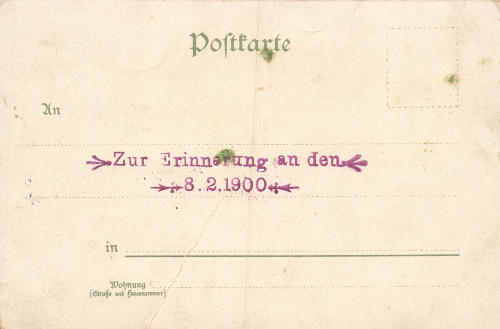 Poſtkarte
An
Zur Erinnerung an den
8.2.1900.
in
Wohnung
(Straße und Hausnummer)